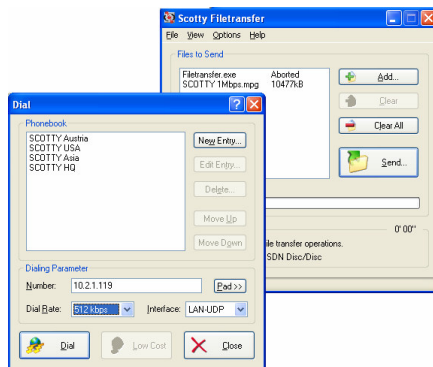 Scotty Filetransfer
File View Options Help
Files to Send
Filetransfer.exe Aborted
SCOTTY 1Mbps.mpg 10477kB
Add...
Clear
Clear All
Send...
0' 00"
file transfer operations.
SDN Disc/Disc
Dial
Phonebook
SCOTTY Austria
SCOTTY USA
SCOTTY Asia
SCOTTY HQ
New Entry...
Edit Entry...
Delete...
Move Up
Move Down
Dialing Parameter
Number: 10.2.1.119 Pad >>
Dial Rate: 512 kbps Interface: LAN-UDP
Dial Low Cost Close